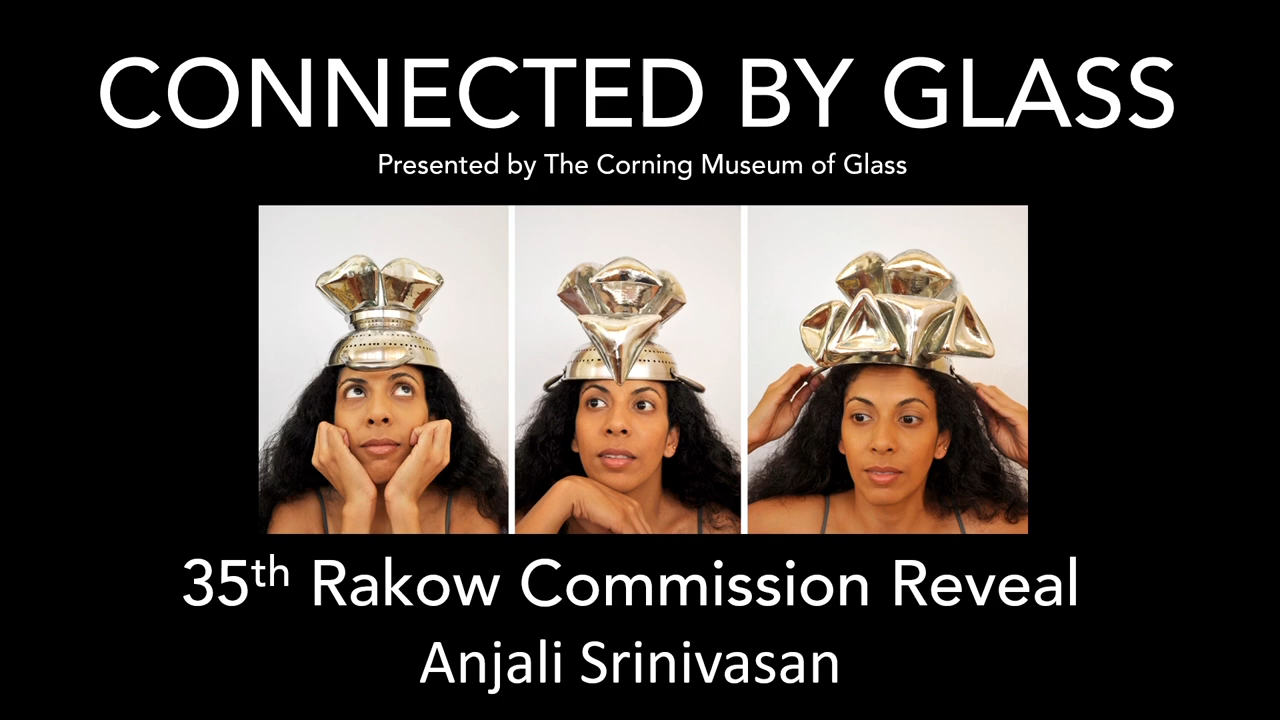 CONNECTED BY GLASS
Presented by The Corning Museum of Glass
35th Rakow Commission Reveal
Anjali Srinivasan